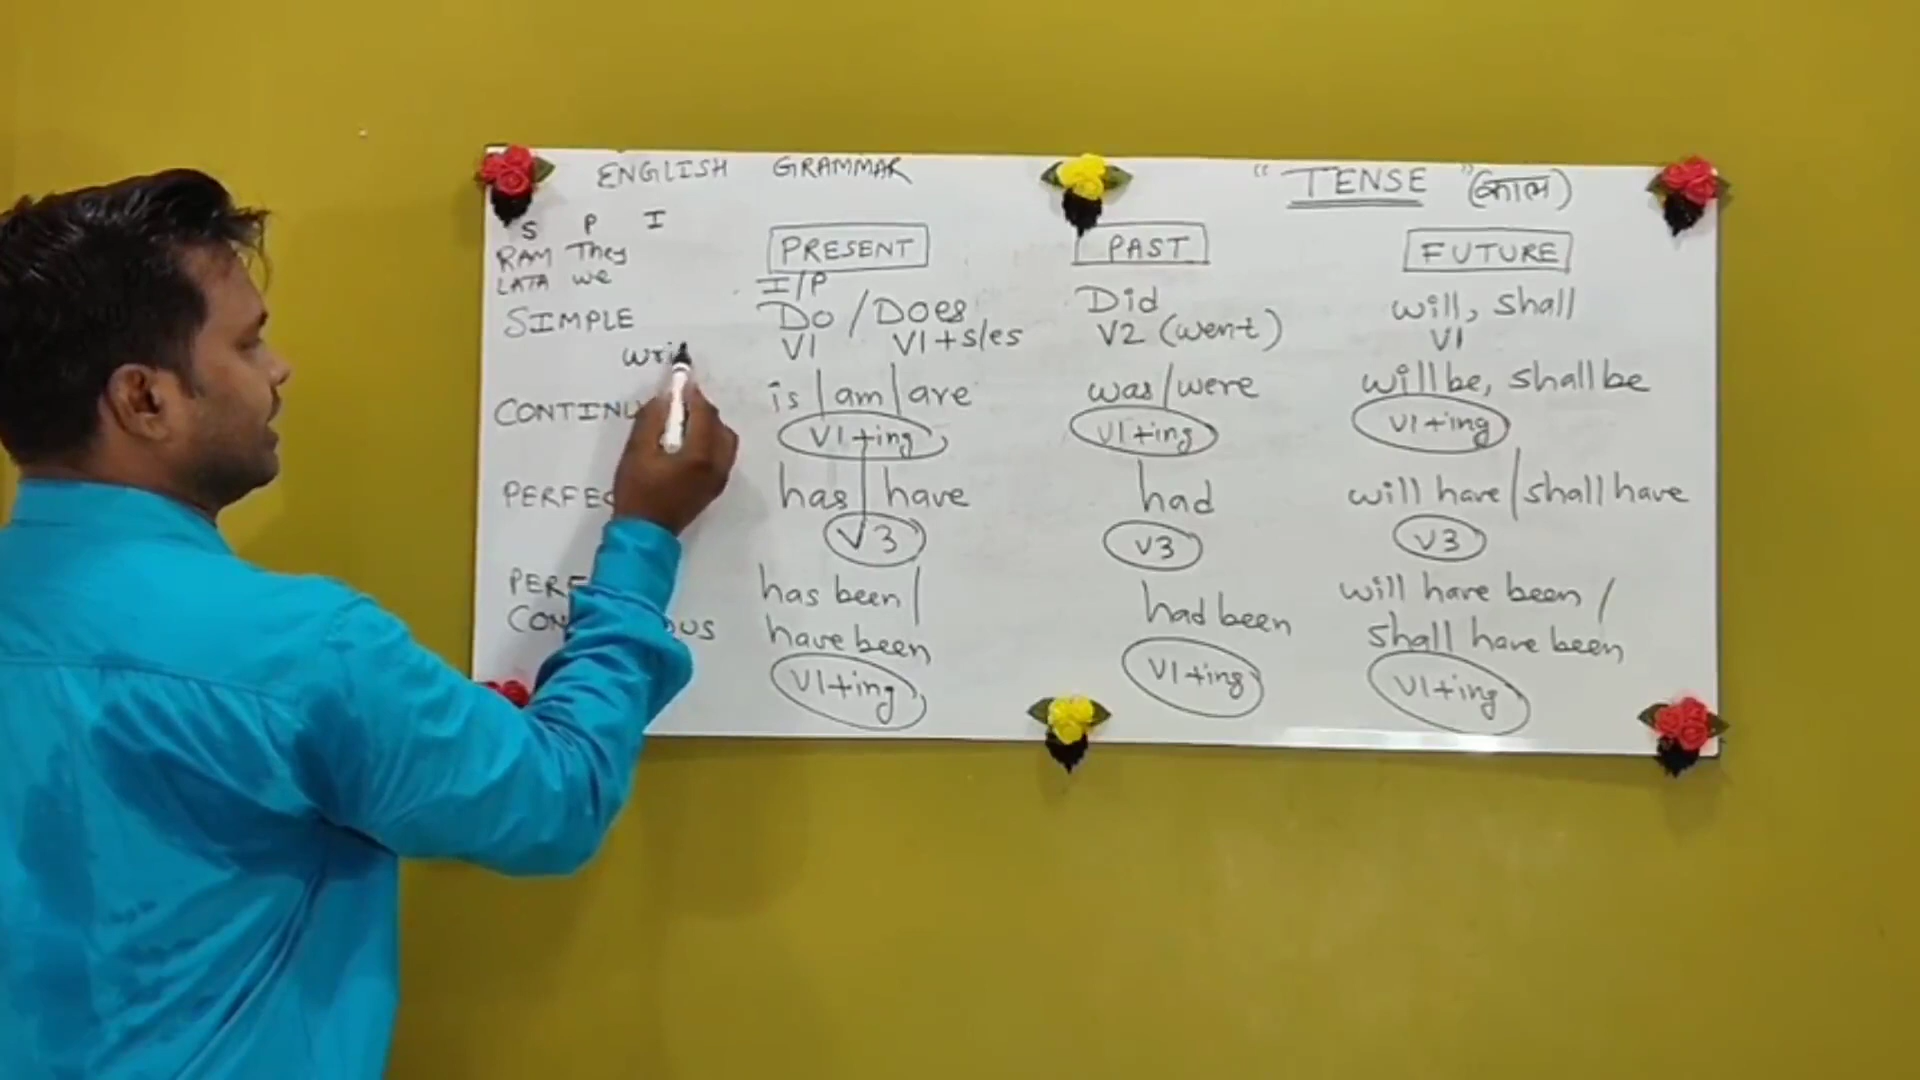 ENGLISH GRAMMAR "TENSE" (काल)
S P I
RAM They
LATA we
PRESENT PAST FUTURE
I/P
SIMPLE Do / Does Did will, shall
V1 V1+s/es V2 (went) V1
wri
is/am/are was/were will be, shall be
V1+ing V1+ing V1+ing
has/have had will have/shall have
V3 V3 V3
has been/ had been will have been/
have been shall have been
V1+ing V1+ing V1+ing